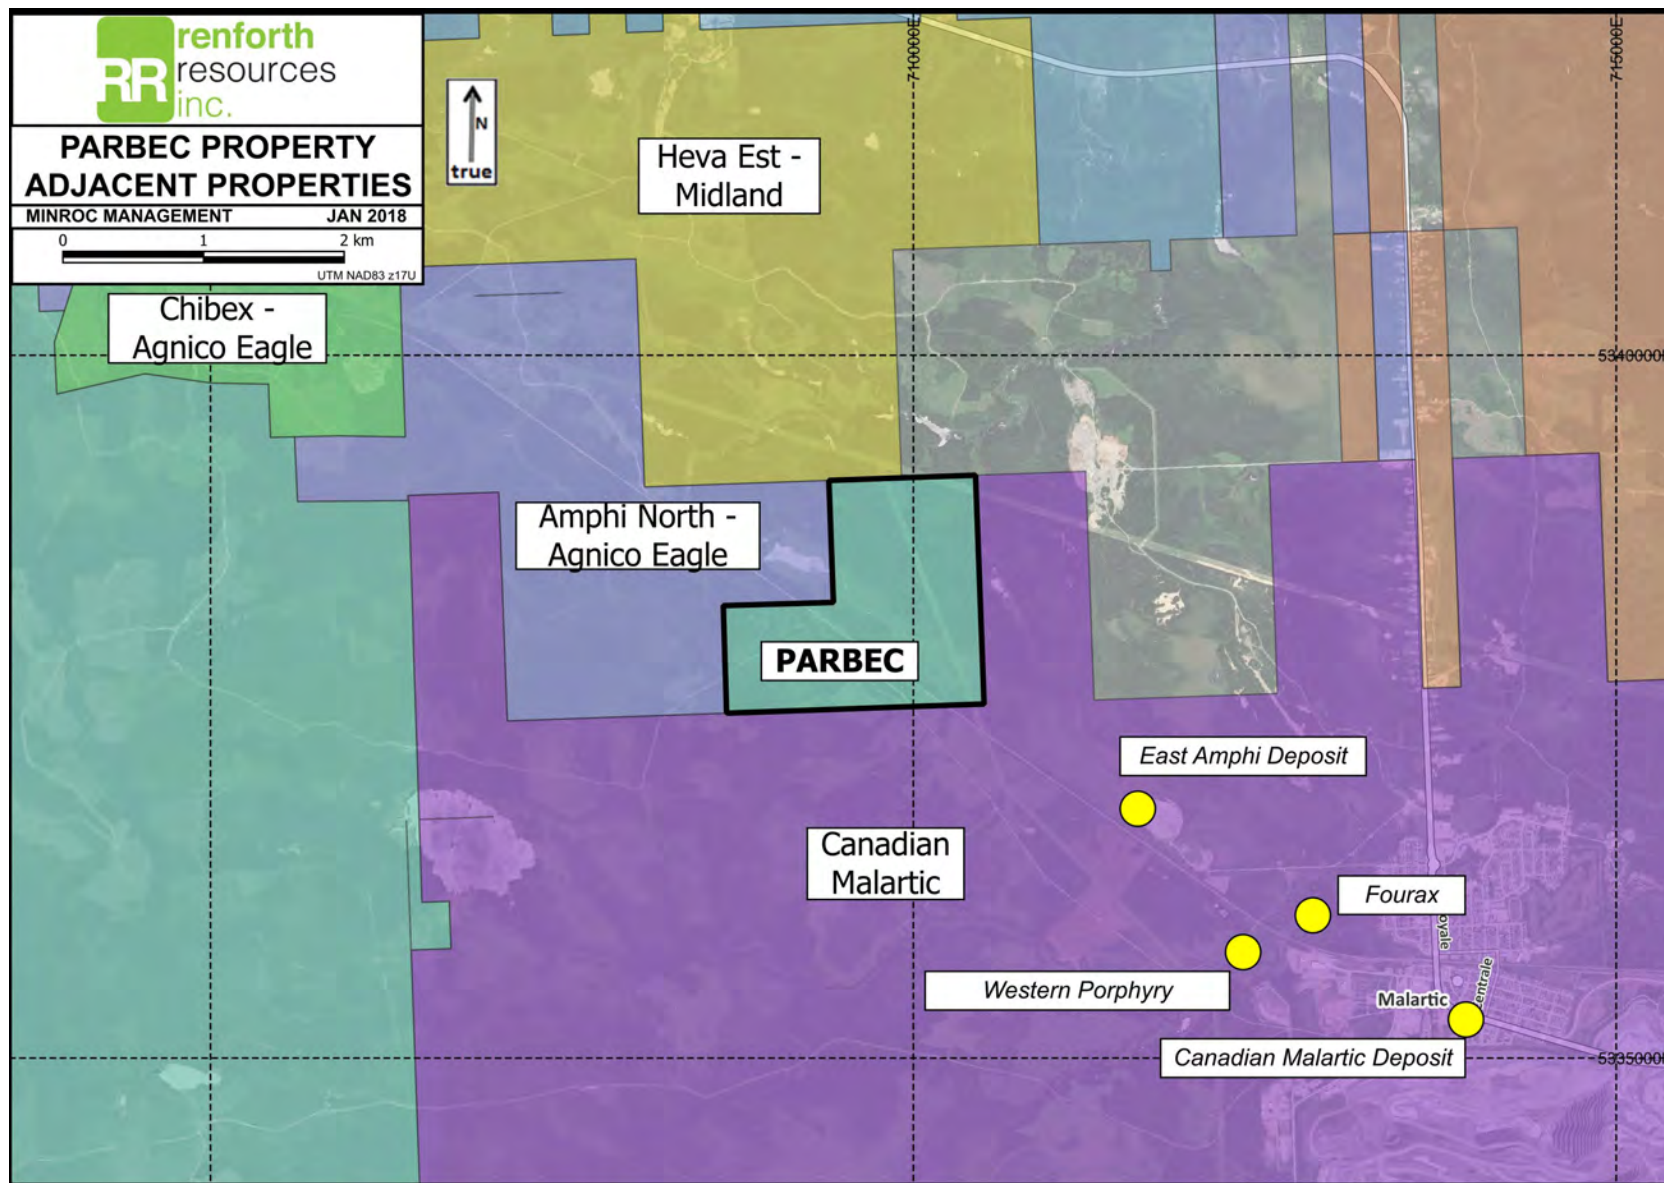 renforth
RR resources
inc.
PARBEC PROPERTY
ADJACENT PROPERTIES
MINROC MANAGEMENT JAN 2018
0 1 2 km
UTM NAD83 z17U
N
true
710000E
715000E
Heva Est -
Midland
Chibex -
Agnico Eagle
Amphi North -
Agnico Eagle
PARBEC
East Amphi Deposit
Canadian
Malartic
Fourax
Western Porphyry
Malartic
Canadian Malartic Deposit